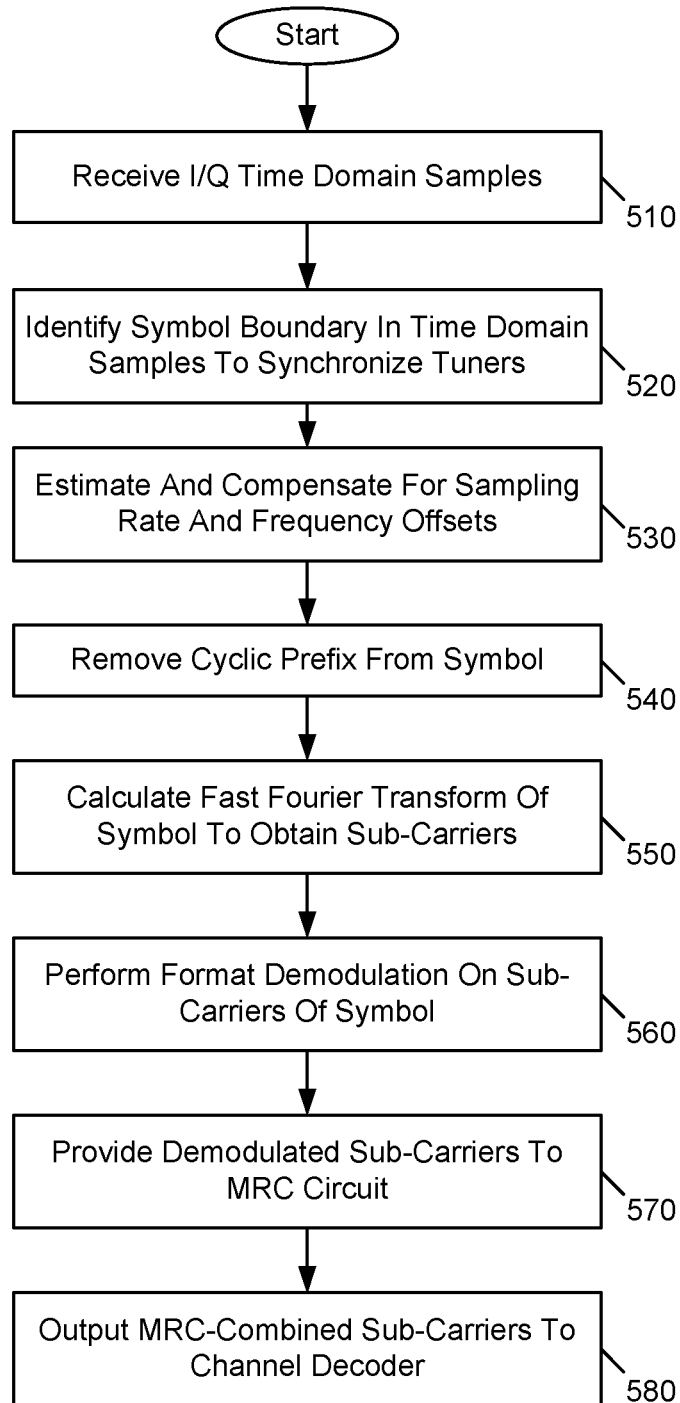 Start
Receive I/Q Time Domain Samples
510
Identify Symbol Boundary In Time Domain
Samples To Synchronize Tuners
520
Estimate And Compensate For Sampling
Rate And Frequency Offsets
530
Remove Cyclic Prefix From Symbol
540
Calculate Fast Fourier Transform Of
Symbol To Obtain Sub-Carriers
550
Perform Format Demodulation On Sub-
Carriers Of Symbol
560
Provide Demodulated Sub-Carriers To
MRC Circuit
570
Output MRC-Combined Sub-Carriers To
Channel Decoder
580